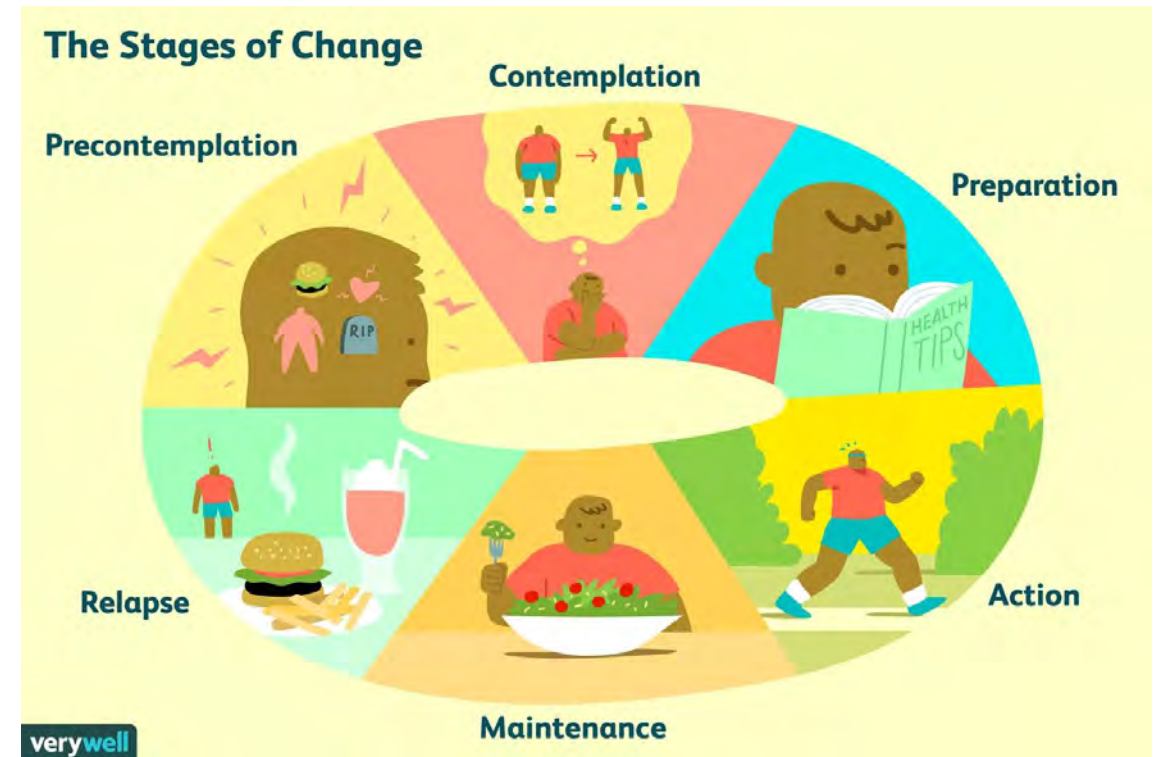 The Stages of Change
Contemplation
Precontemplation
Preparation
RIP
HEALTH
TIPS
Relapse
Action
Maintenance
verywell